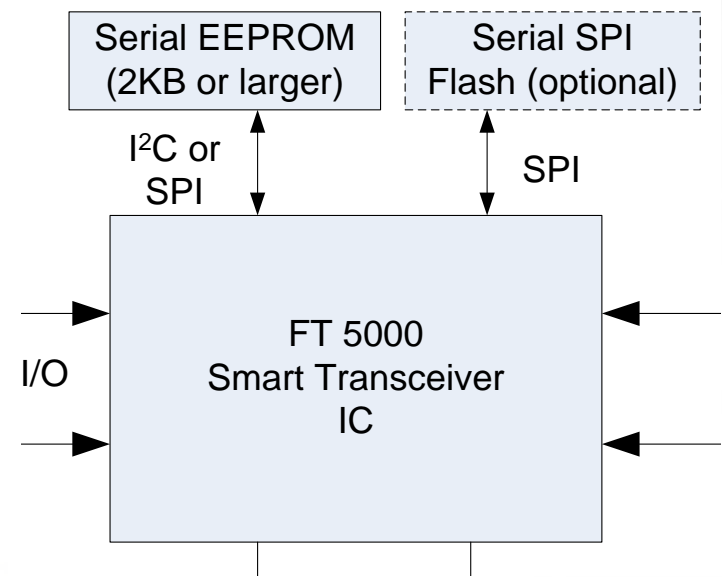 Serial EEPROM
(2KB or larger)
Serial SPI
Flash (optional)
I²C or
SPI
SPI
I/O
FT 5000
Smart Transceiver
IC